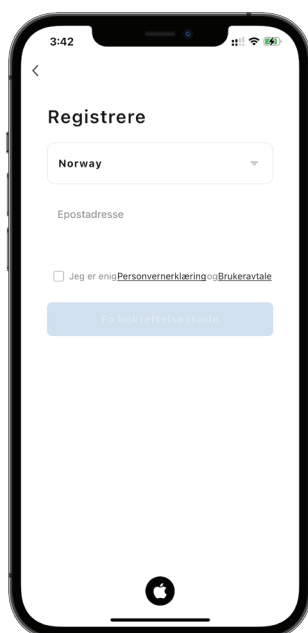 3:42
Registrere
Norway
Epostadresse
Jeg er enigPersonvernerklæringogBrukeravtale
Få bekreftelseskode